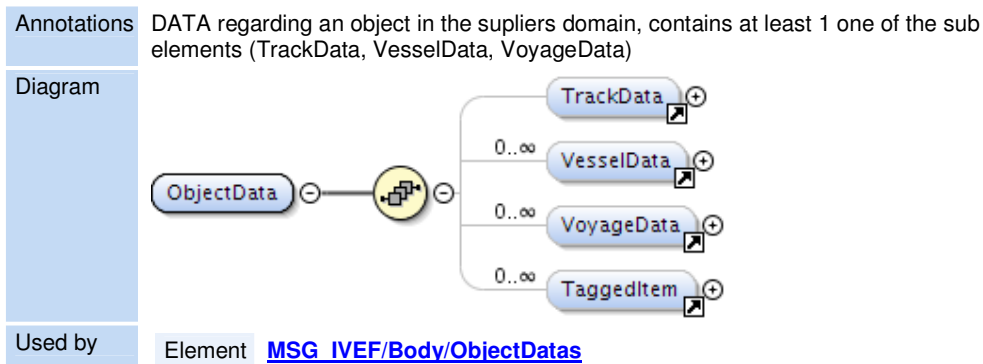 Annotations DATA regarding an object in the supliers domain, contains at least 1 one of the sub
elements (TrackData, VesselData, VoyageData)
Diagram
TrackData
0..∞
VesselData
ObjectData
0..∞
VoyageData
0..∞
TaggedItem
Used by Element MSG_IVEF/Body/ObjectDatas